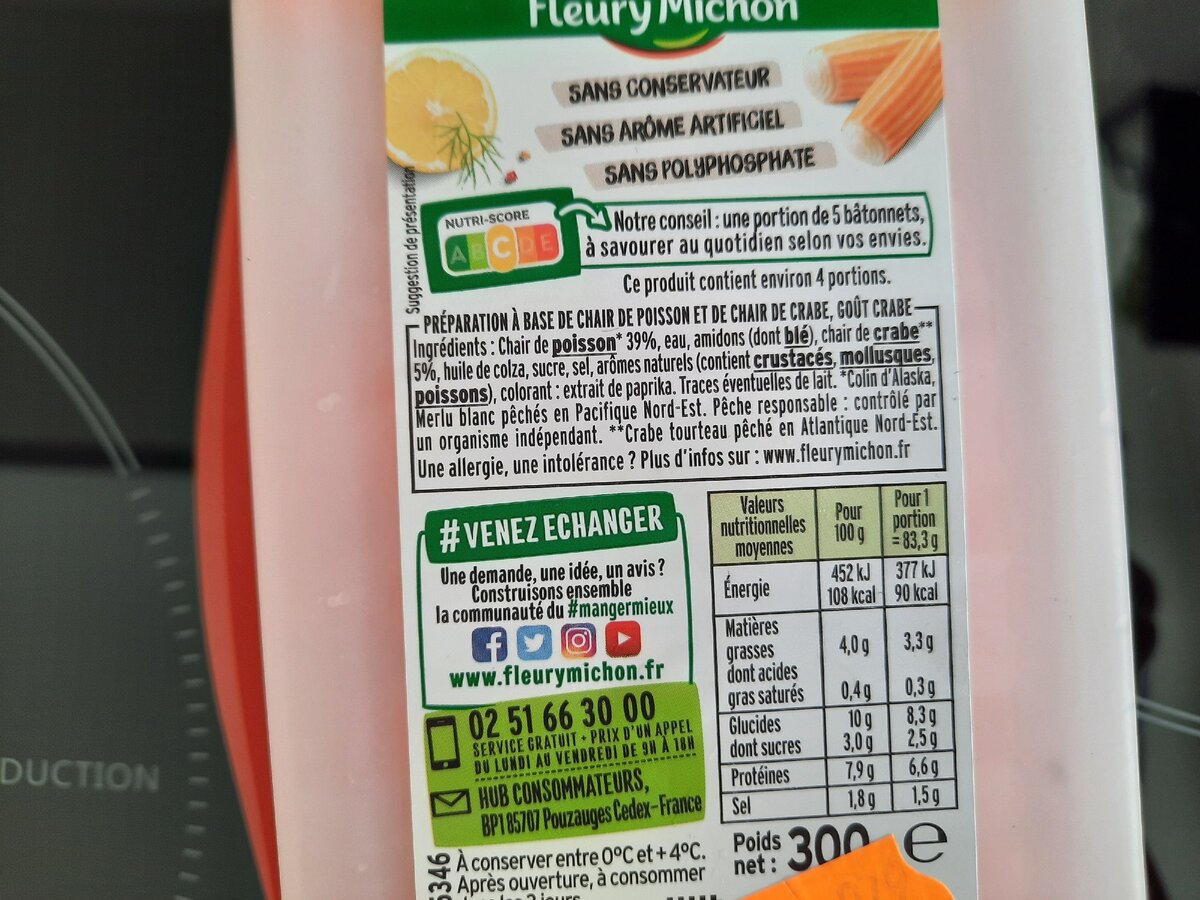 Fleury Michon
SANS CONSERVATEUR
SANS ARÔME ARTIFICIEL
SANS POLYPHOSPHATE
Suggestion de présentation
NUTRI-SCORE
A B C D E
Notre conseil : une portion de 5 bâtonnets,
à savourer au quotidien selon vos envies.
Ce produit contient environ 4 portions.
PRÉPARATION À BASE DE CHAIR DE POISSON ET DE CHAIR DE CRABE, GOÛT CRABE
Ingrédients : Chair de poisson* 39%, eau, amidons (dont blé), chair de crabe**
5%, huile de colza, sucre, sel, arômes naturels (contient crustacés, mollusques,
poissons), colorant : extrait de paprika. Traces éventuelles de lait. *Colin d'Alaska,
Merlu blanc pêchés en Pacifique Nord-Est. Pêche responsable : contrôlé par
un organisme indépendant. **Crabe tourteau pêché en Atlantique Nord-Est.
Une allergie, une intolérance ? Plus d'infos sur : www.fleurymichon.fr
#VENEZ ECHANGER
Une demande, une idée, un avis ?
Construisons ensemble
la communauté du #mangermieux
www.fleurymichon.fr
02 51 66 30 00
SERVICE GRATUIT + PRIX D'UN APPEL
DU LUNDI AU VENDREDI DE 9H À 18H
HUB CONSOMMATEURS,
BP1 85707 Pouzauges Cedex-France
Valeurs nutritionnelles moyennes Pour 100 g Pour 1 portion = 83,3 g
Énergie 452 kJ 377 kJ
108 kcal 90 kcal
Matières grasses 4,0 g 3,3 g
dont acides gras saturés 0,4 g 0,3 g
Glucides 10 g 8,3 g
dont sucres 3,0 g 2,5 g
Protéines 7,9 g 6,6 g
Sel 1,8 g 1,5 g
Poids net : 300 e
À conserver entre 0°C et + 4°C.
Après ouverture, à consommer
346
DUCTION